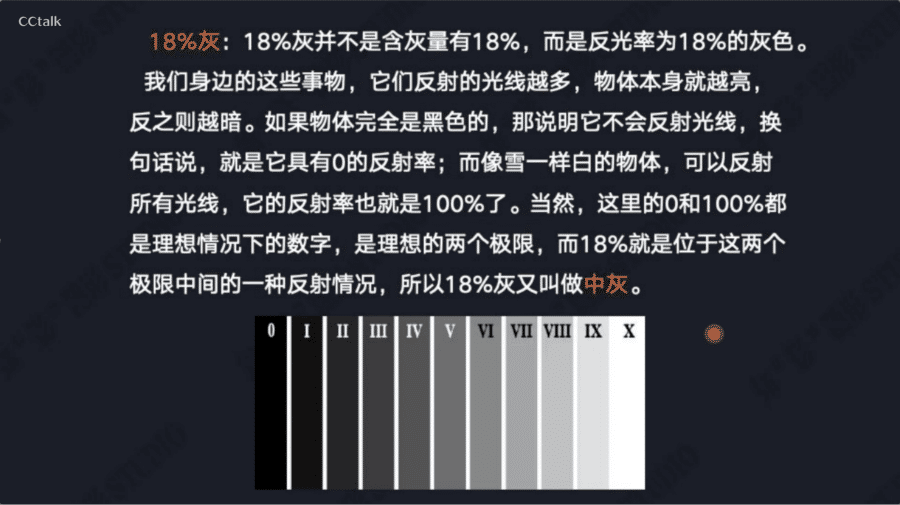 CCtalk
18%灰：18%灰并不是含灰量有18%，而是反光率为18%的灰色。
我们身边的这些事物，它们反射的光线越多，物体本身就越亮，
反之则越暗。如果物体完全是黑色的，那说明它不会反射光线，换
句话说，就是它具有0的反射率；而像雪一样白的物体，可以反射
所有光线，它的反射率也就是100%了。当然，这里的0和100%都
是理想情况下的数字，是理想的两个极限，而18%就是位于这两个
极限中间的一种反射情况，所以18%灰又叫做中灰。
0 I II III IV V VI VII VIII IX X